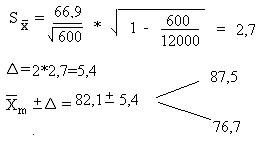 S x̅ = 66,9 / √600 * √(1 - 600 / 12000) = 2,7
Δ=2*2,7=5,4
87,5
X̅m ± Δ = 82,1± 5,4
76,7
.